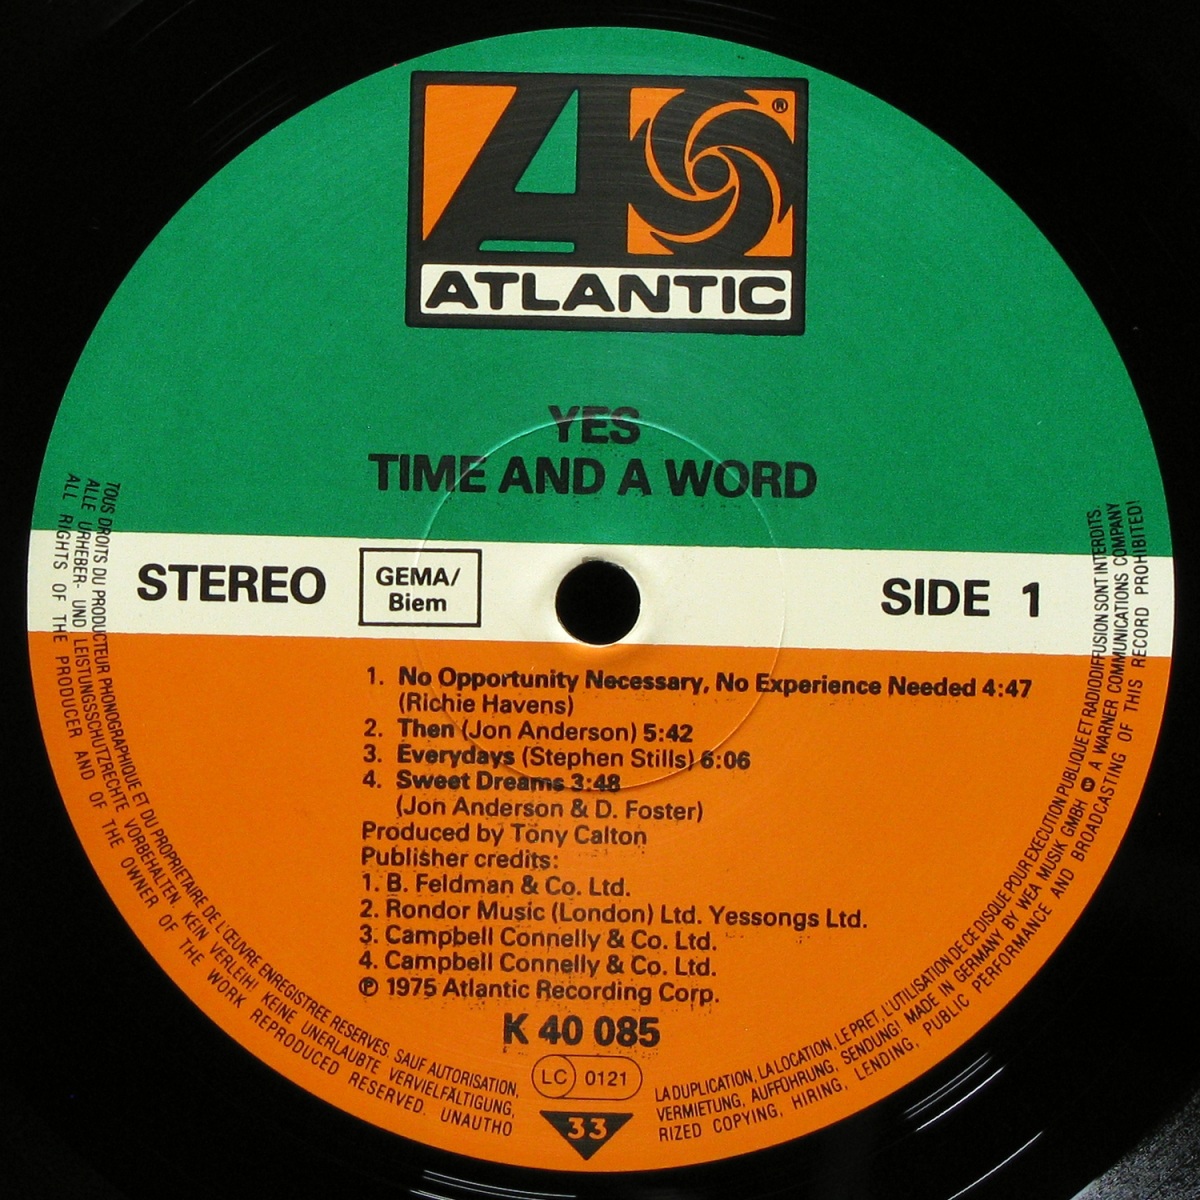 ®
ATLANTIC
YES
TIME AND A WORD
STEREO
GEMA/
Biem
SIDE 1
1. No Opportunity Necessary, No Experience Needed 4:47
(Richie Havens)
2. Then (Jon Anderson) 5:42
3. Everydays (Stephen Stills) 6:06
4. Sweet Dreams 3:48
(Jon Anderson & D. Foster)
Produced by Tony Calton
Publisher credits:
1. B. Feldman & Co. Ltd.
2. Rondor Music (London) Ltd. Yessongs Ltd.
3. Campbell Connelly & Co. Ltd.
4. Campbell Connelly & Co. Ltd.
℗ 1975 Atlantic Recording Corp.
K 40 085
LC 0121
33
TOUS DROITS DU PRODUCTEUR PHONOGRAPHIQUE ET DU PROPRIETAIRE DE L'ŒUVRE ENREGISTREE RESERVES. SAUF AUTORISATION, LA DUPLICATION, LA LOCATION, LE PRET, L'UTILISATION DE CE DISQUE POUR EXECUTION PUBLIQUE ET RADIODIFFUSION SONT INTERDITS.
ALLE URHEBER- UND LEISTUNGSSCHUTZRECHTE VORBEHALTEN KEIN VERLEIH! KEINE UNERLAUBTE VERVIELFÄLTIGUNG, VERMIETUNG, AUFFÜHRUNG, SENDUNG! MADE IN GERMANY BY WEA MUSIK GMBH A WARNER COMMUNICATIONS COMPANY
ALL RIGHTS OF THE PRODUCER AND OF THE OWNER OF THE WORK REPRODUCED RESERVED. UNAUTHORIZED COPYING, HIRING, LENDING, PUBLIC PERFORMANCE AND BROADCASTING OF THIS RECORD PROHIBITED!